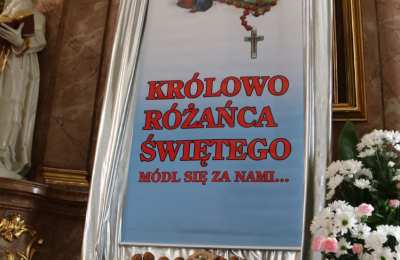 KRÓLOWO
RÓŻAŃCA
ŚWIĘTEGO
MÓDL SIĘ ZA NAMI...